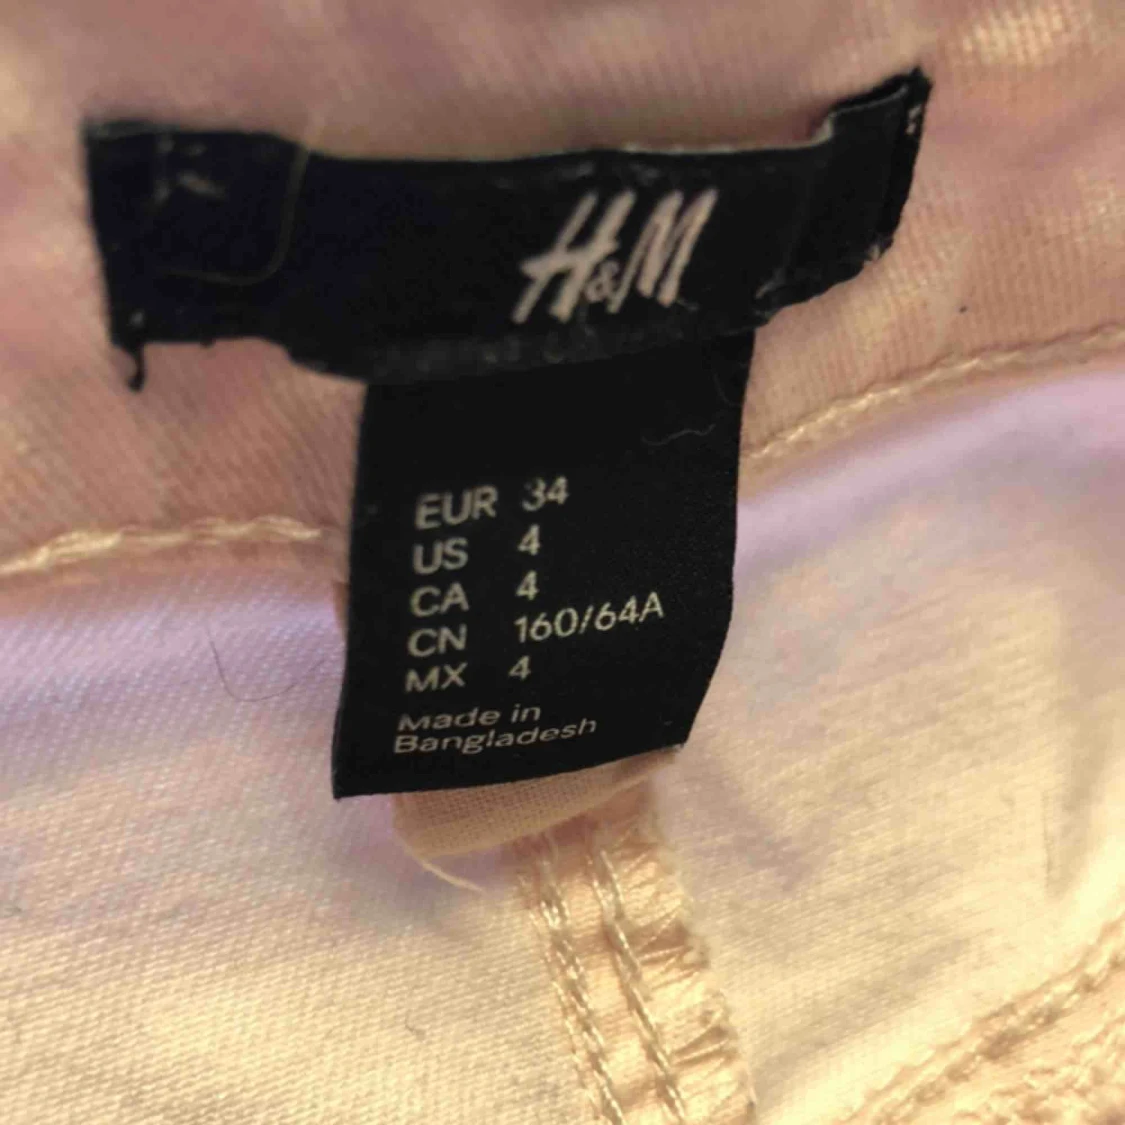 H&M
EUR 34
US 4
CA 4
CN 160/64A
MX 4
Made in
Bangladesh